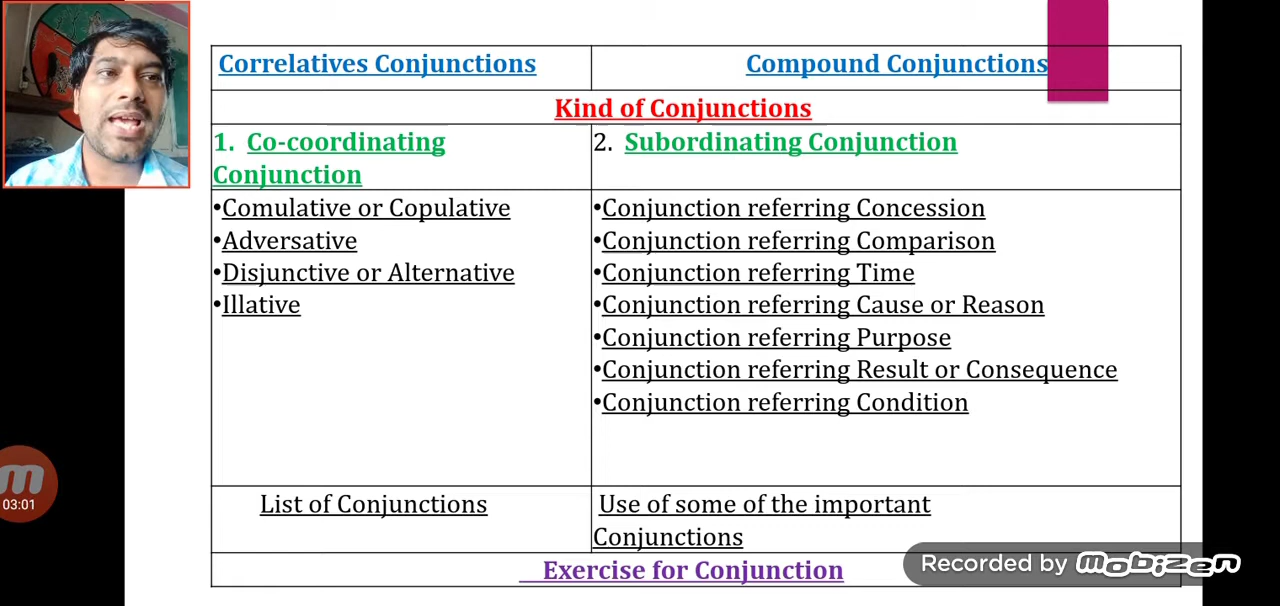 Correlatives Conjunctions
Compound Conjunctions
Kind of Conjunctions
1. Co-coordinating
Conjunction
2. Subordinating Conjunction
•Comulative or Copulative
•Adversative
•Disjunctive or Alternative
•Illative
•Conjunction referring Concession
•Conjunction referring Comparison
•Conjunction referring Time
•Conjunction referring Cause or Reason
•Conjunction referring Purpose
•Conjunction referring Result or Consequence
•Conjunction referring Condition
List of Conjunctions
Use of some of the important
Conjunctions
Exercise for Conjunction
m
03:01
Recorded by mobizen